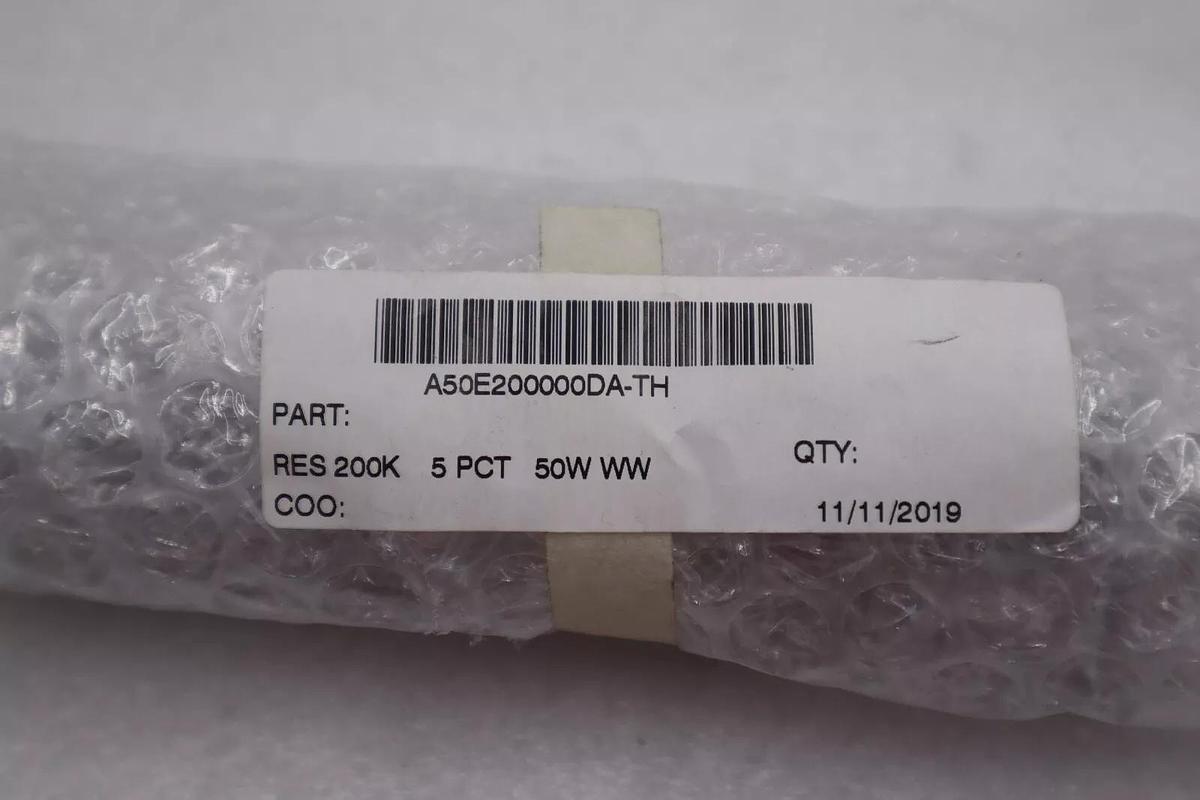 A50E200000DA-TH
PART:
QTY:
RES 200K 5 PCT 50W WW
COO:
11/11/2019